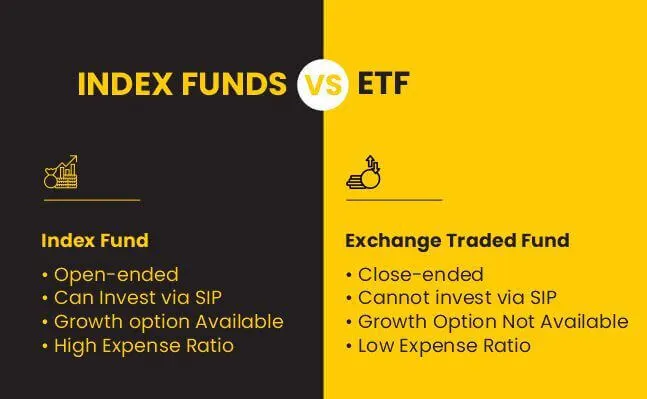 INDEX FUNDS VS ETF
Index Fund
• Open-ended
• Can Invest via SIP
• Growth option Available
• High Expense Ratio
Exchange Traded Fund
• Close-ended
• Cannot invest via SIP
• Growth Option Not Available
• Low Expense Ratio